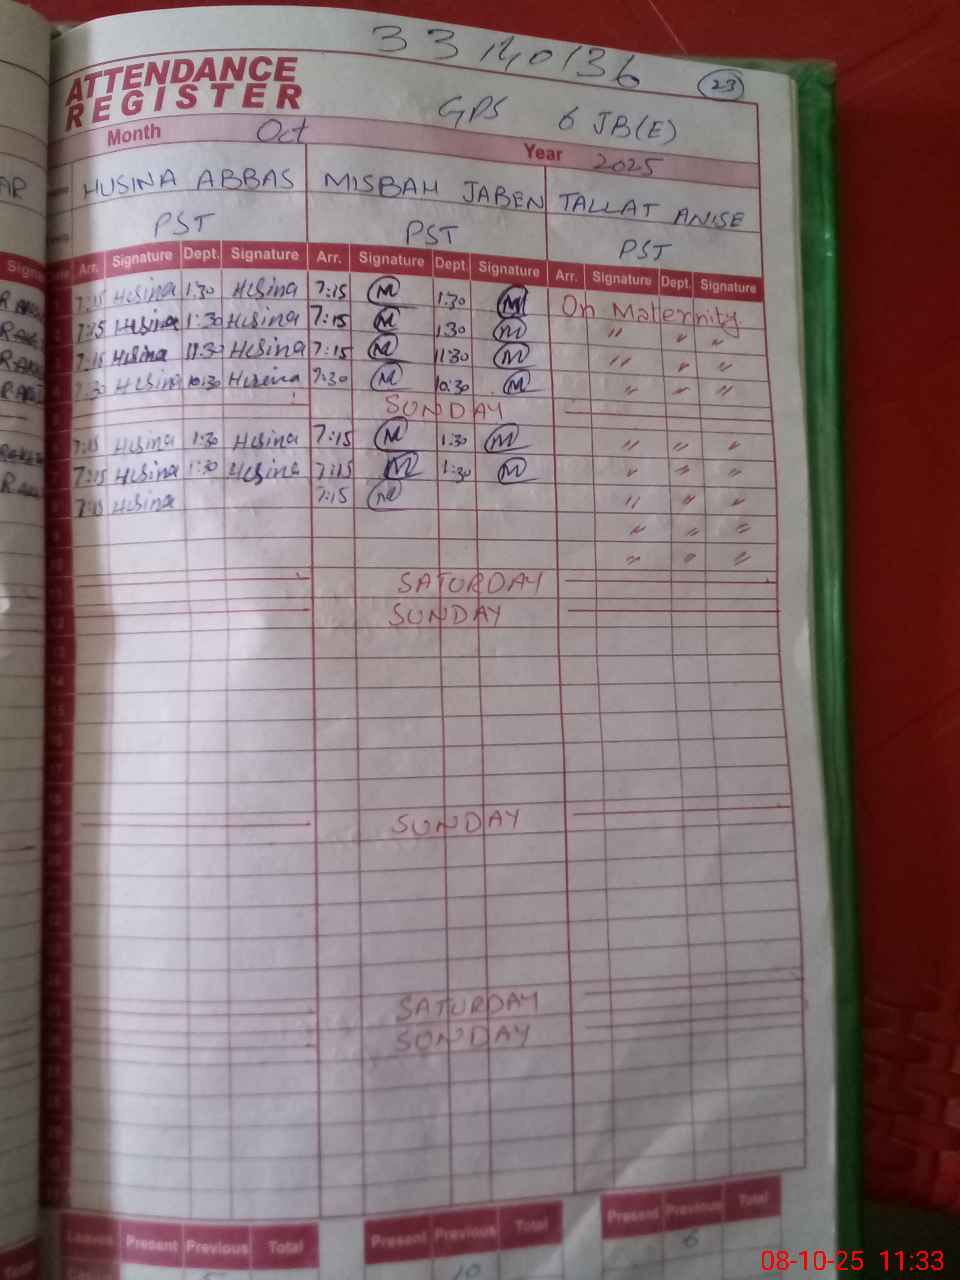 33140136
23
ATTENDANCE
REGISTER
GPS 6 JB(E)
Month Oct Year 2025
HUSINA ABBAS MISBAH JABEN TALLAT ANISE
PST PST PST
Arr. Signature Dept. Signature Arr. Signature Dept. Signature Arr. Signature Dept. Signature
7:15 Husina 1:30 Husina 7:15 M 1:30 M On Maternity
7:15 Husina 1:30 Husina 7:15 M 1:30 M " " "
7:15 Husina 11:30 Husina 7:15 M 11:30 M " " "
7:30 Husina 10:30 Husina 7:30 M 10:30 M " " "
SUNDAY
7:15 Husina 1:30 Husina 7:15 M 1:30 M " " "
7:15 Husina 1:30 Husina 7:15 M 1:30 M " " "
7:15 Husina 7:15 M " " "
" " "
" " "
SATURDAY
SUNDAY
SUNDAY
SATURDAY
SUNDAY
Leaves Present Previous Total Present Previous Total Present Previous Total
10 6
08-10-25 11:33